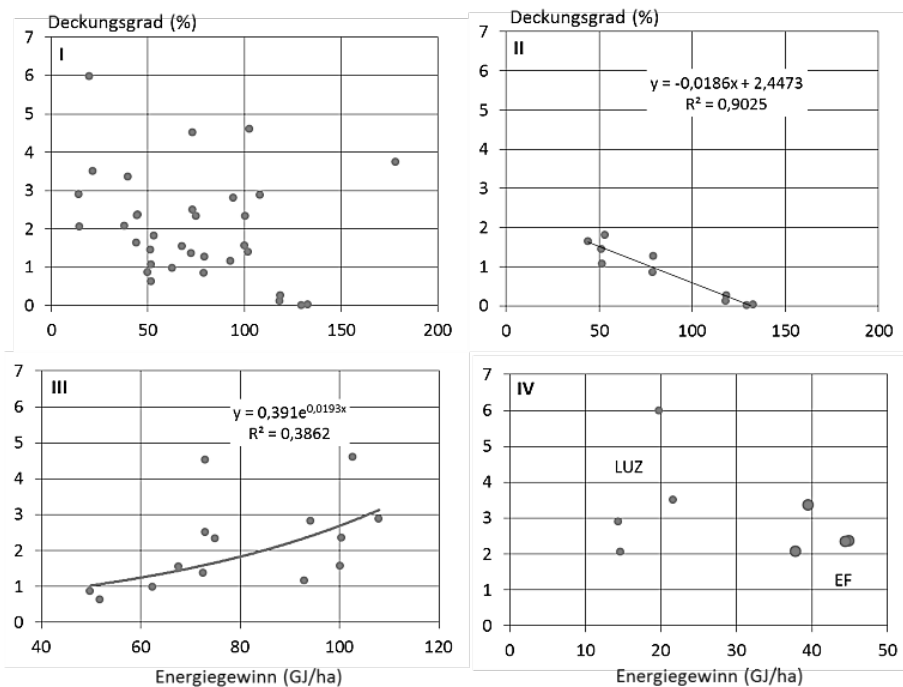 Deckungsgrad (%)
I
7
6
5
4
3
2
1
0
0 50 100 150 200
Deckungsgrad (%)
II
y = -0,0186x + 2,4473
R² = 0,9025
7
6
5
4
3
2
1
0
0 50 100 150 200
III
y = 0,391e^0,0193x
R² = 0,3862
7
6
5
4
3
2
1
0
40 60 80 100 120
Energiegewinn (GJ/ha)
IV
7
6
5
4
3
2
1
0
LUZ
EF
0 10 20 30 40 50
Energiegewinn (GJ/ha)